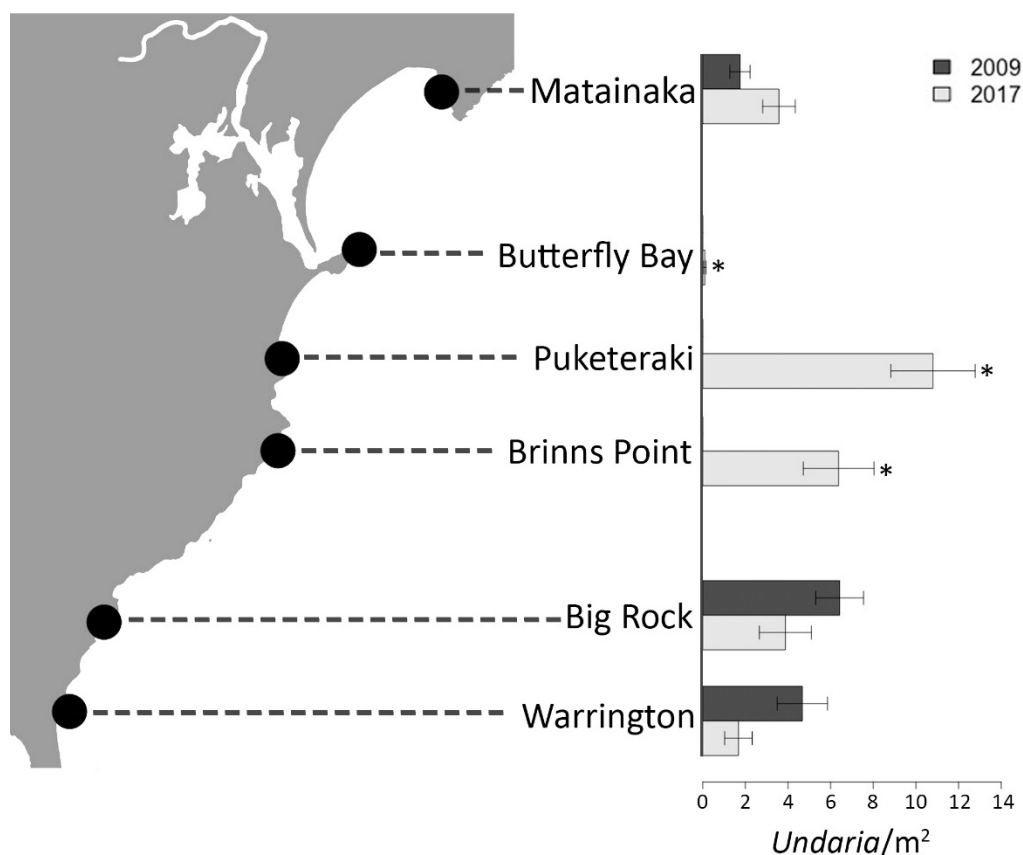 2009
2017
Matainaka
Butterfly Bay
*
Puketeraki
*
Brinns Point
*
Big Rock
Warrington
0 2 4 6 8 10 12 14
Undaria/m²